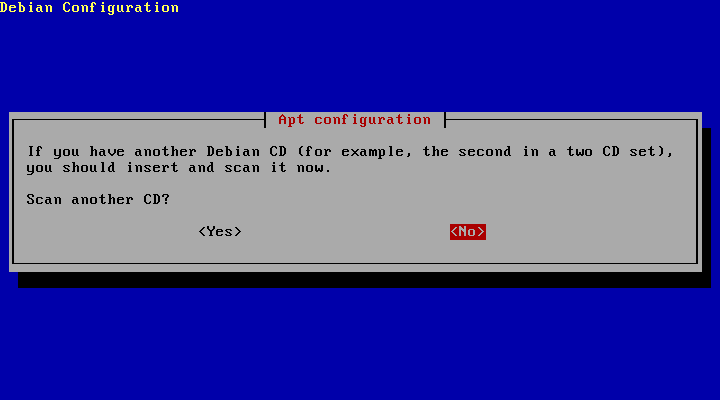 Debian Configuration
Apt configuration
If you have another Debian CD (for example, the second in a two CD set),
you should insert and scan it now.
Scan another CD?
<Yes> <No>